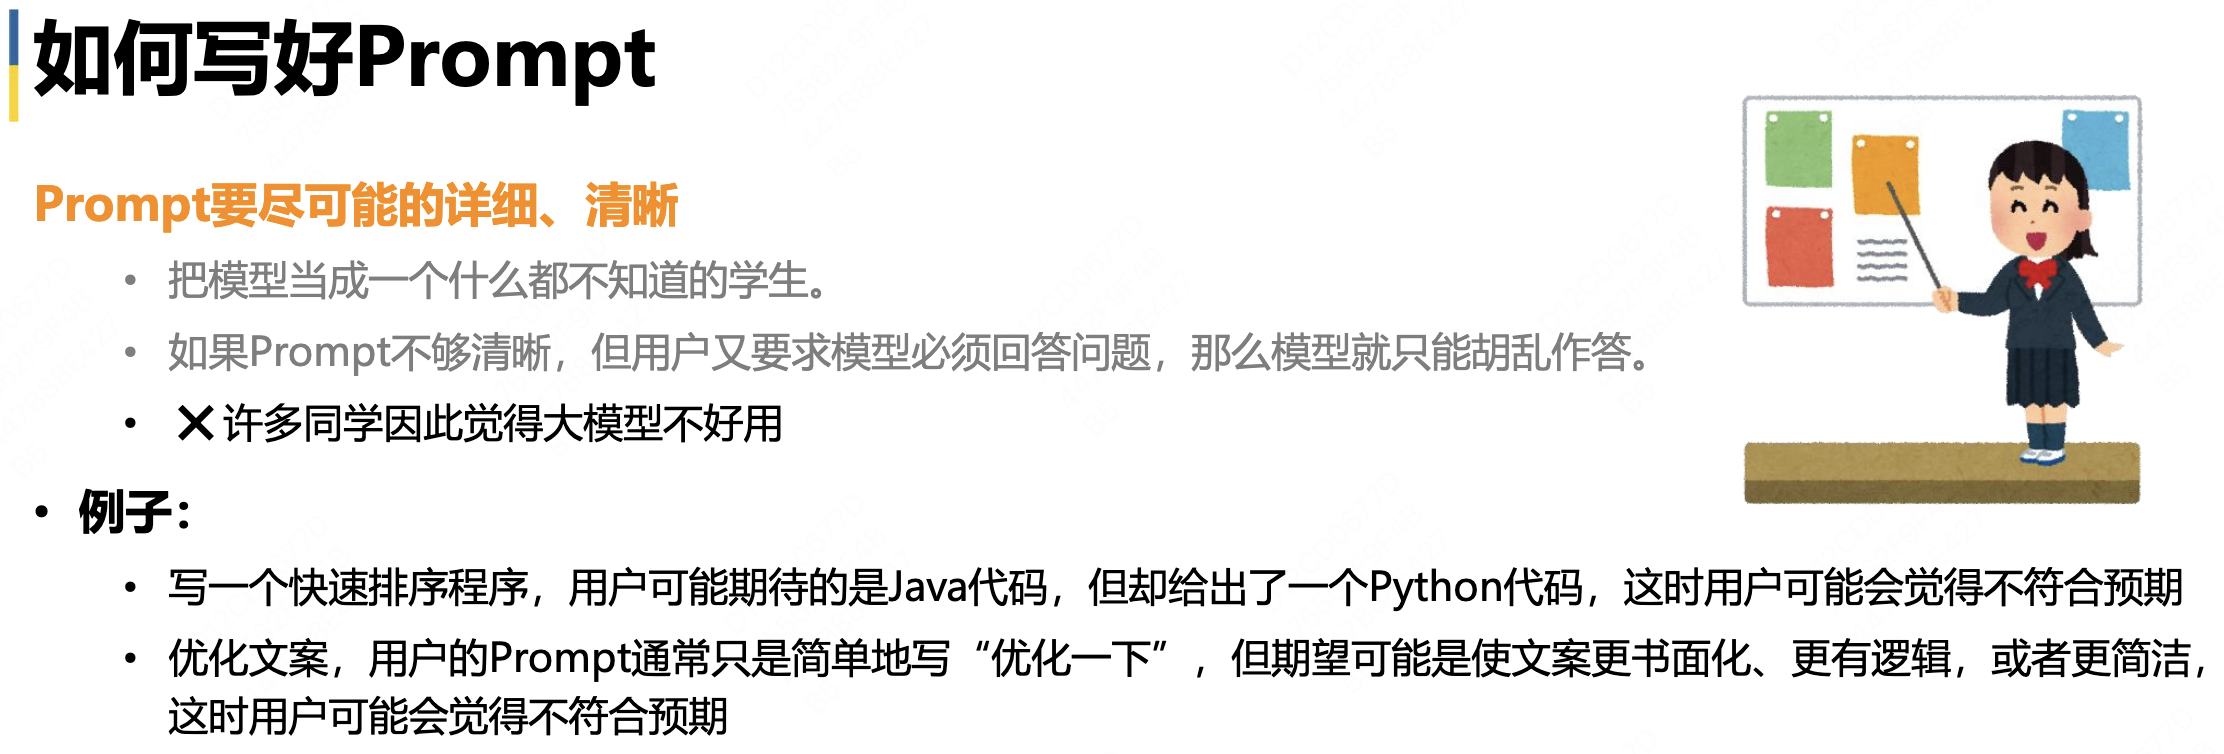 如何写好Prompt
Prompt要尽可能的详细、清晰
• 把模型当成一个什么都不知道的学生。
• 如果Prompt不够清晰，但用户又要求模型必须回答问题，那么模型就只能胡乱作答。
• ❌许多同学因此觉得大模型不好用
• 例子：
• 写一个快速排序程序，用户可能期待的是Java代码，但却给出了一个Python代码，这时用户可能会觉得不符合预期
• 优化文案，用户的Prompt通常只是简单地写“优化一下”，但期望可能是使文案更书面化、更有逻辑，或者更简洁，
这时用户可能会觉得不符合预期